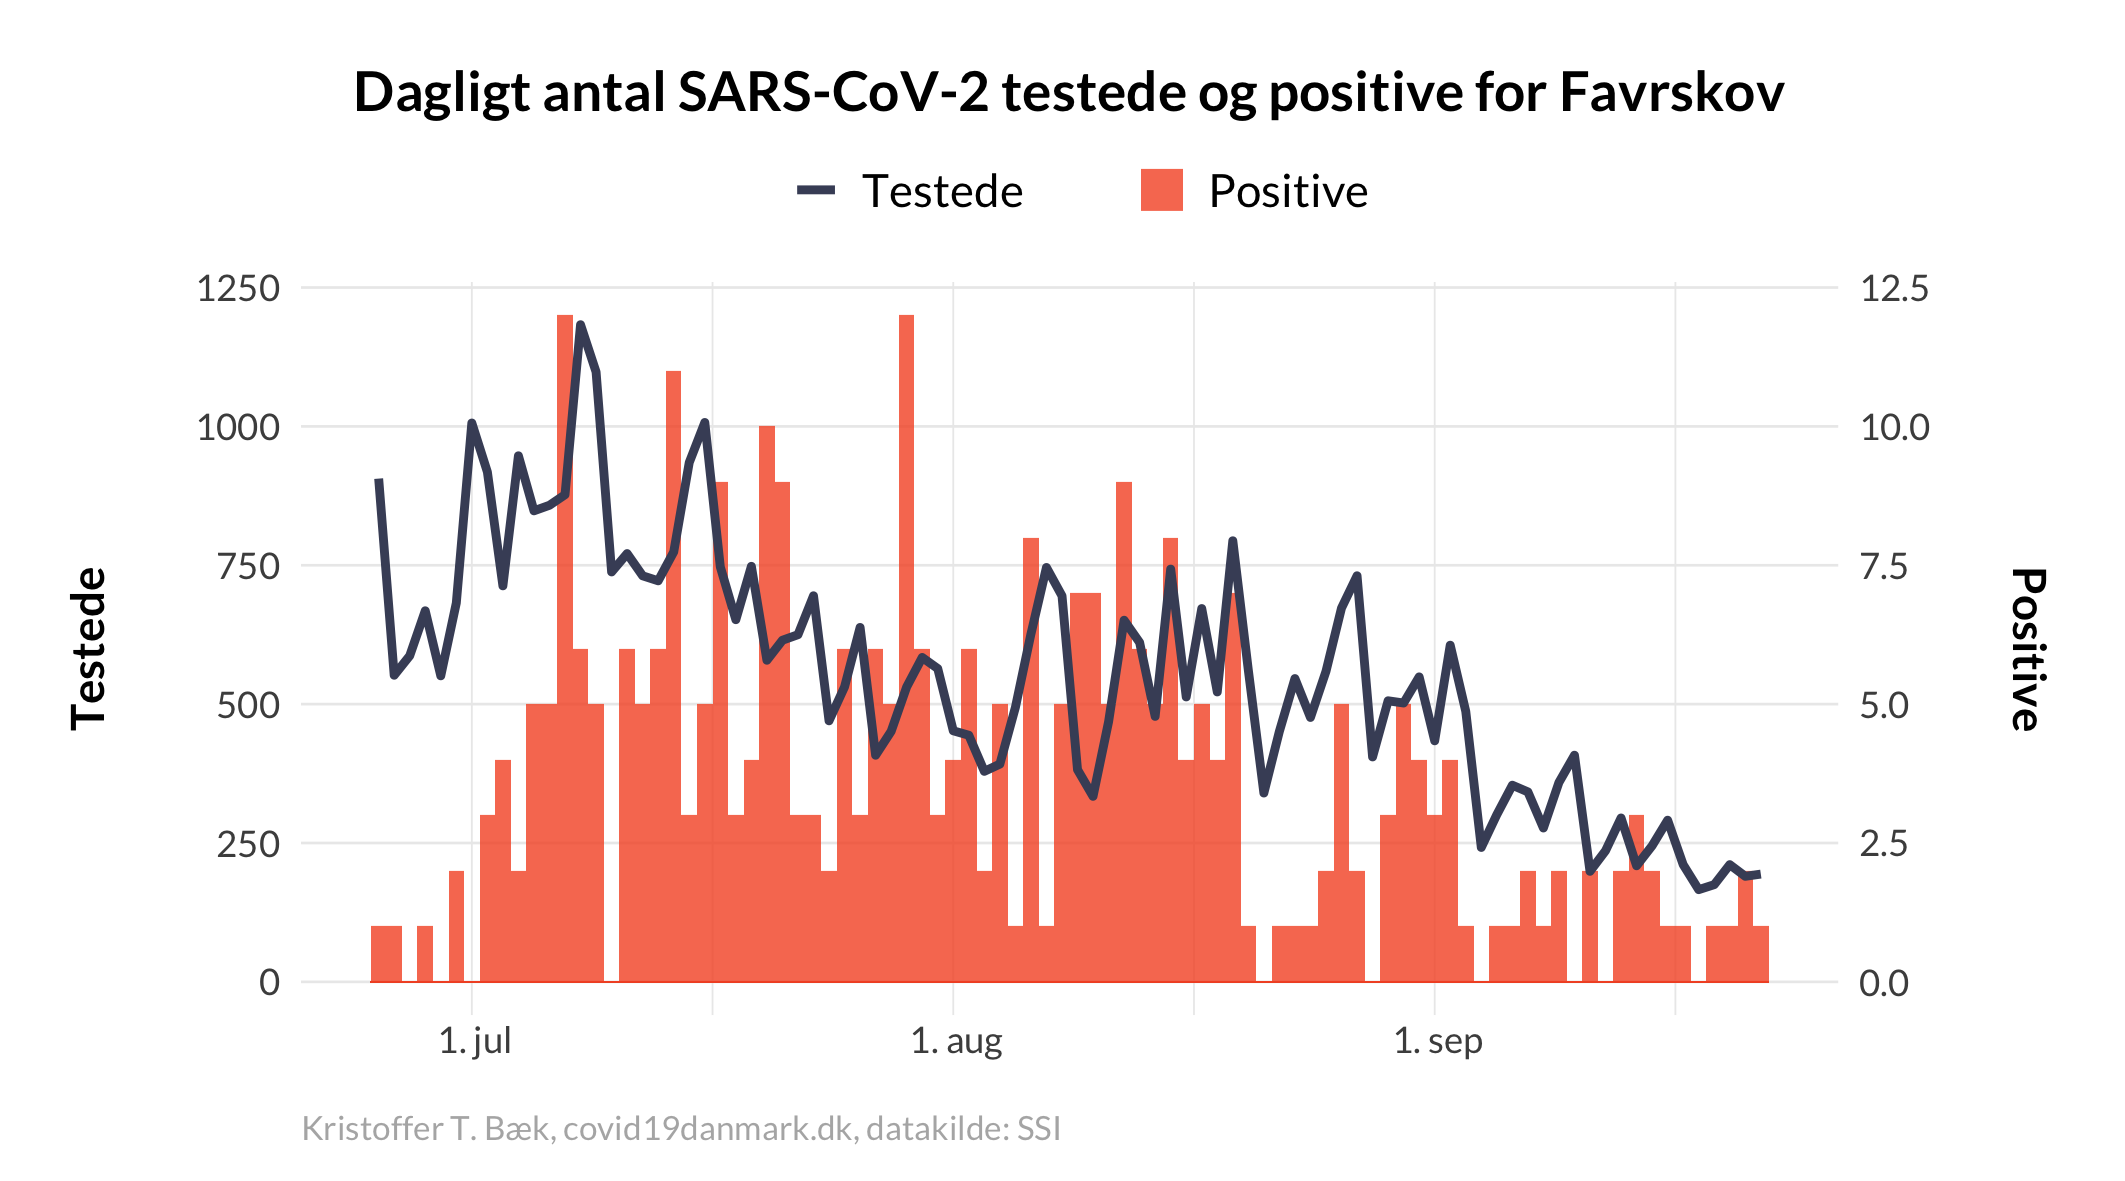 Dagligt antal SARS-CoV-2 testede og positive for Favrskov
Testede
Positive
1250
1000
750
500
250
0
12.5
10.0
7.5
5.0
2.5
0.0
Testede
Positive
1. jul
1. aug
1. sep
Kristoffer T. Bæk, covid19danmark.dk, datakilde: SSI